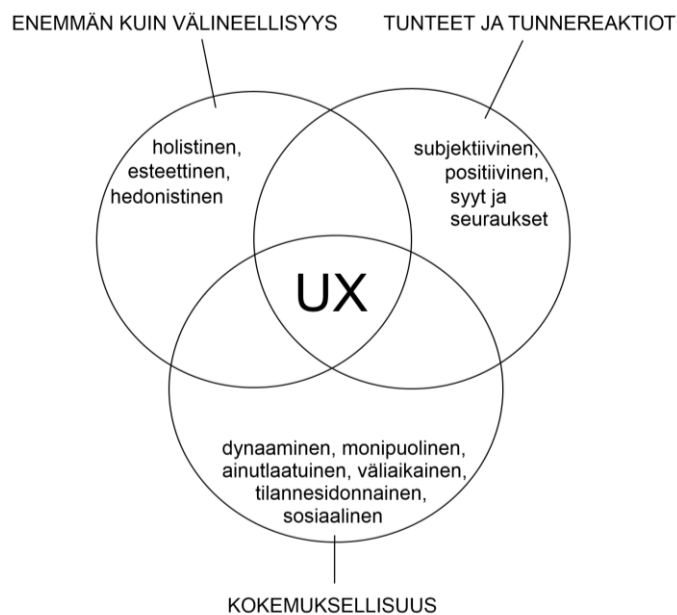 ENEMMÄN KUIN VÄLINEELLISYYS
TUNTEET JA TUNNEREAKTIOT
holistinen,
esteettinen,
hedonistinen
subjektiivinen,
positiivinen,
syyt ja
seuraukset
UX
dynaaminen, monipuolinen,
ainutlaatuinen, väliaikainen,
tilannesidonnainen,
sosiaalinen
KOKEMUKSELLISUUS